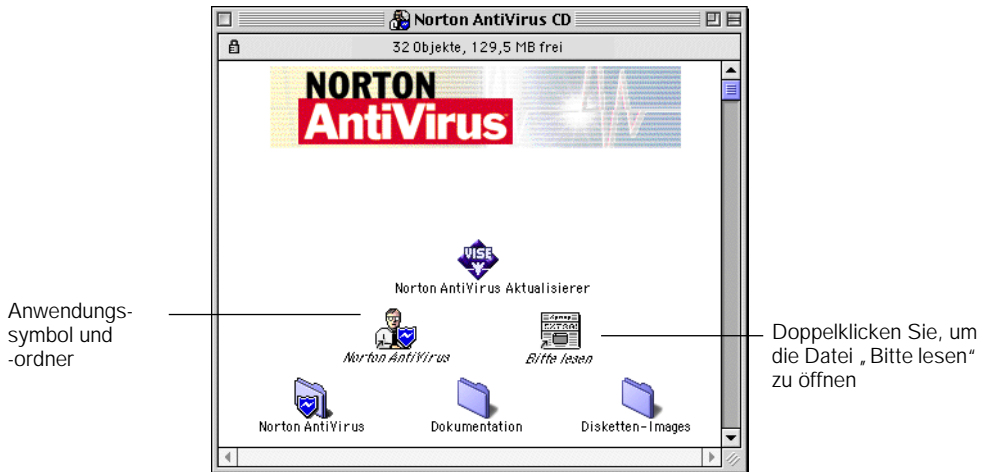 Norton AntiVirus CD
32 Objekte, 129,5 MB frei
NORTON
AntiVirus
VISE
Norton AntiVirus Aktualisierer
Anwendungs-
symbol und
-ordner
EXTRA!
Norton AntiVirus
Bitte lesen
Doppelklicken Sie, um
die Datei „Bitte lesen“
zu öffnen
Norton AntiVirus
Dokumentation
Disketten-Images